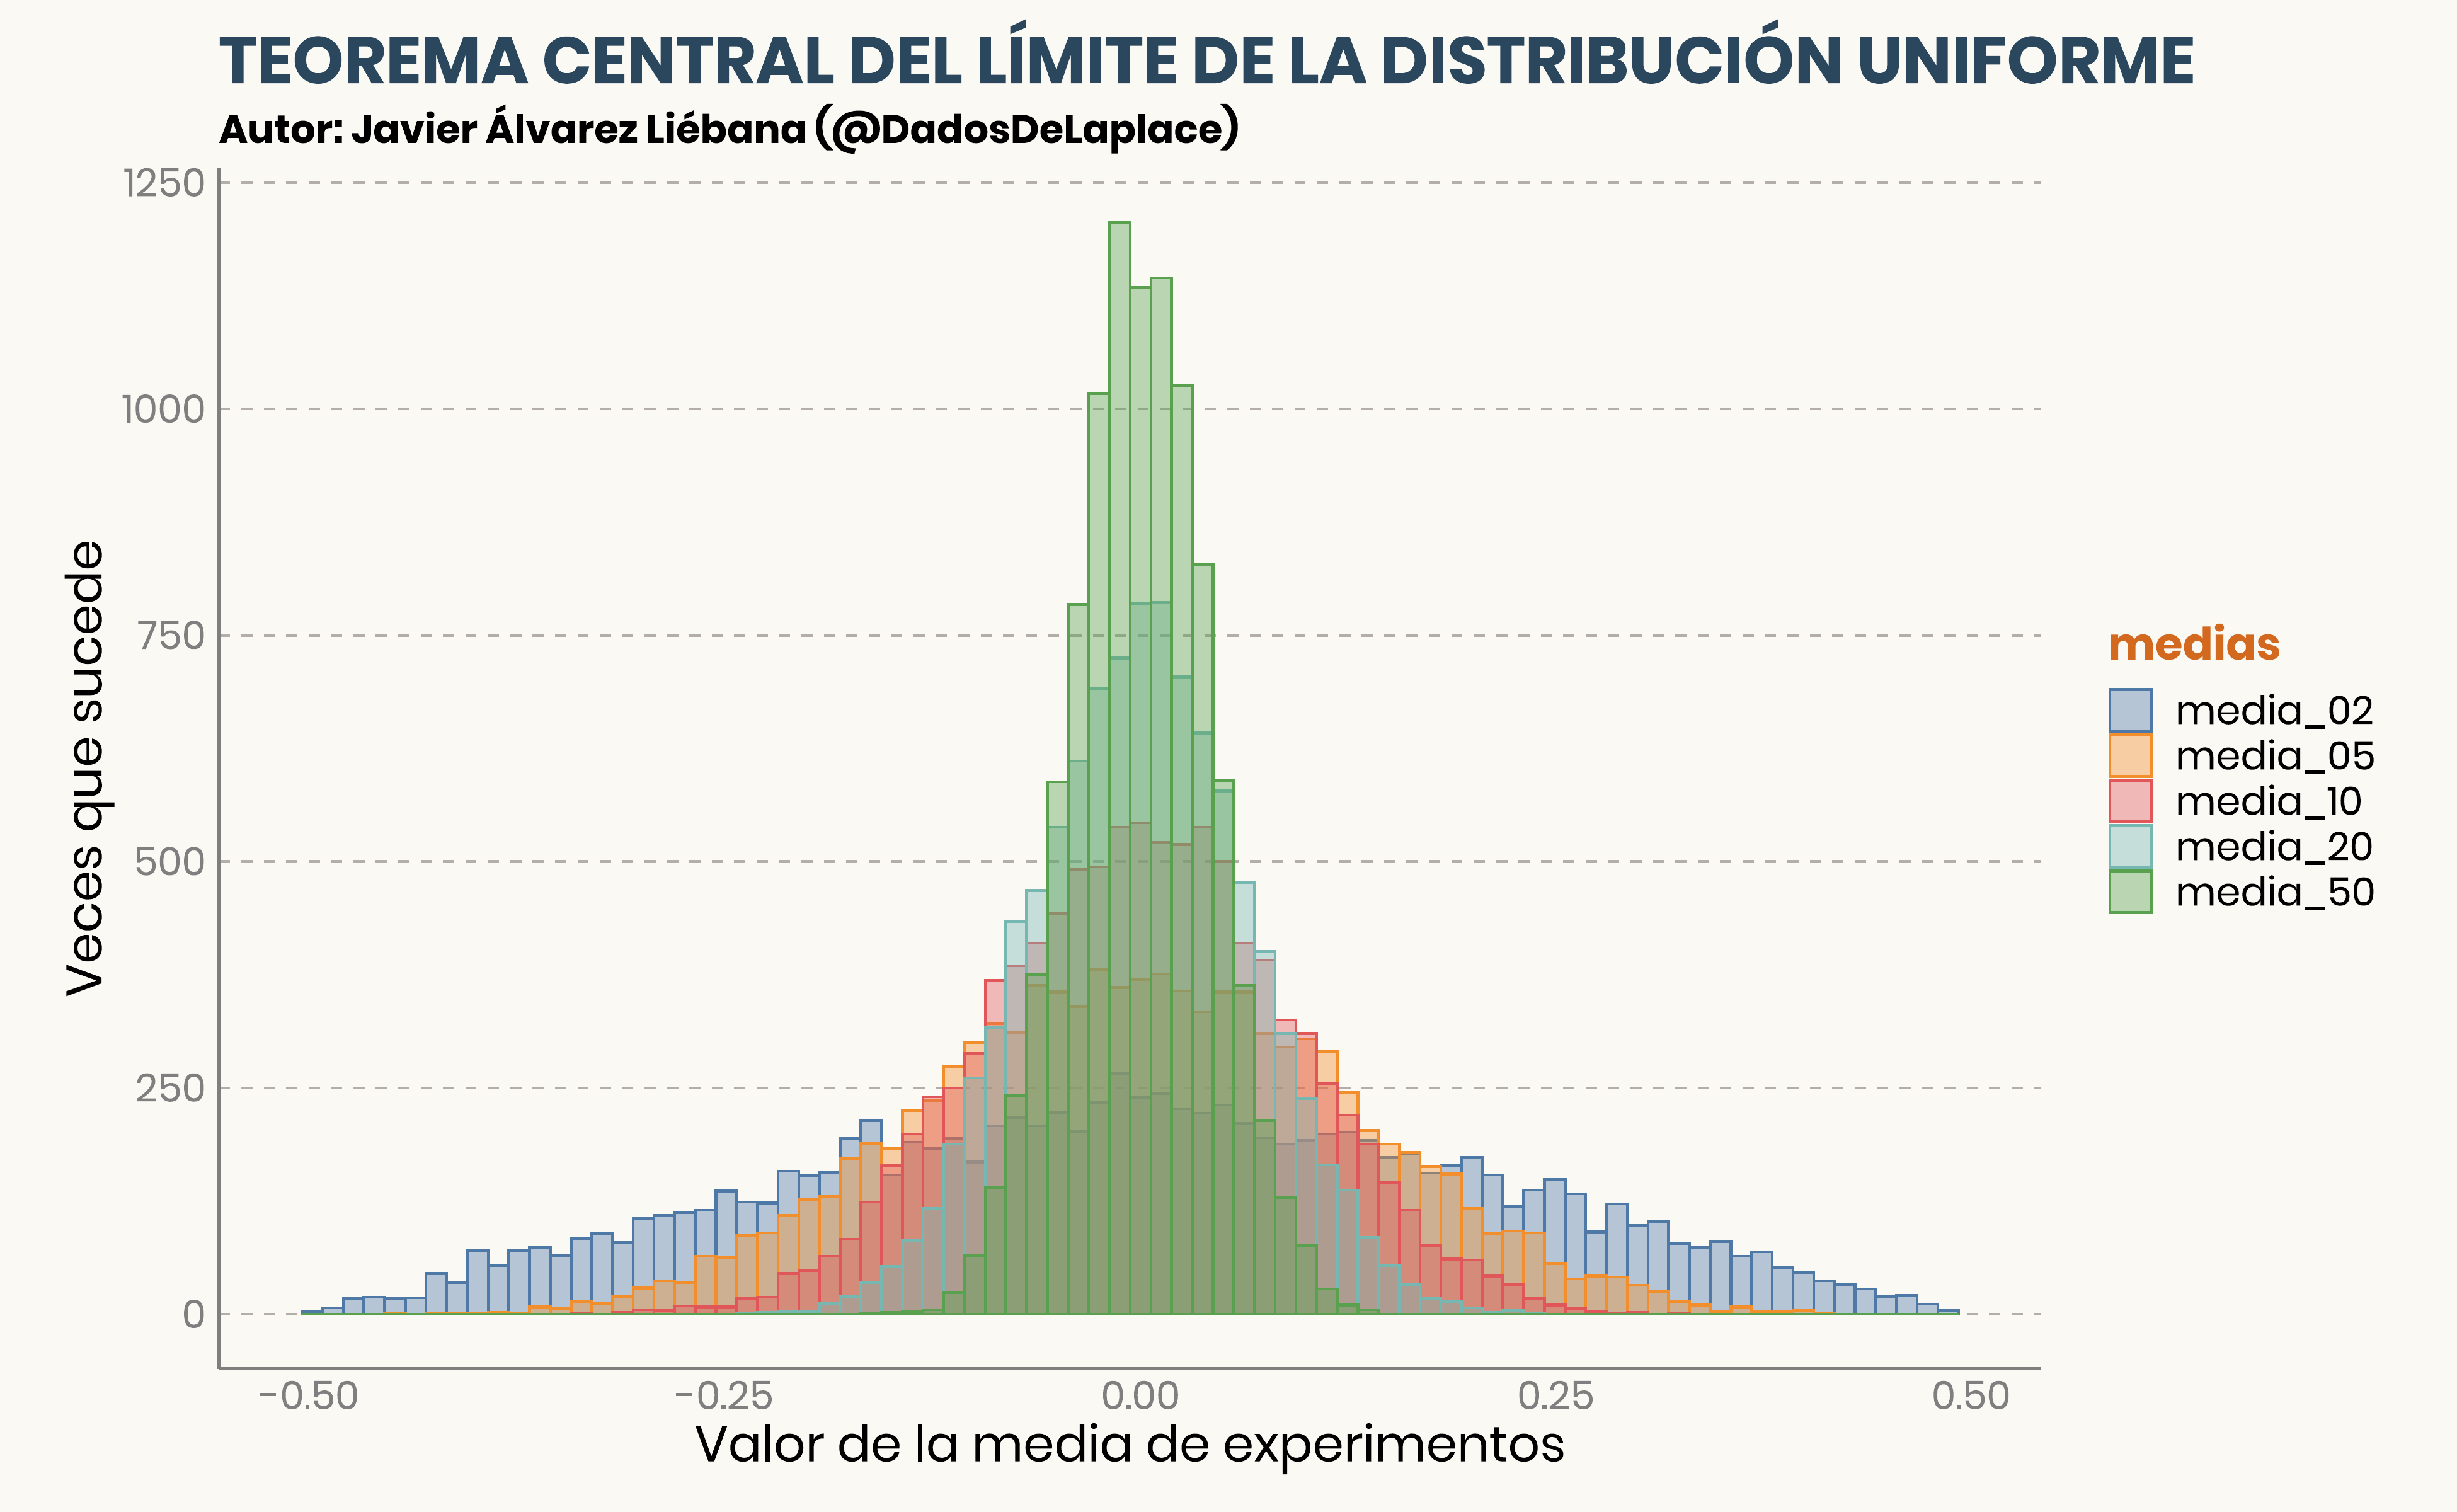 TEOREMA CENTRAL DEL LÍMITE DE LA DISTRIBUCIÓN UNIFORME
Autor: Javier Álvarez Liébana (@DadosDeLaplace)
1250
1000
750
500
250
0
Veces que sucede
−0.50
−0.25
0.00
0.25
0.50
Valor de la media de experimentos
medias
media_02
media_05
media_10
media_20
media_50